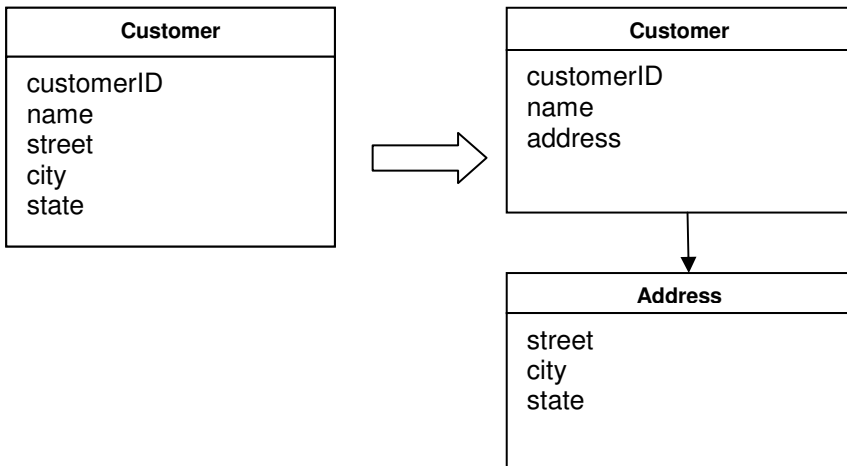 Customer
customerID
name
street
city
state
Customer
customerID
name
address
Address
street
city
state